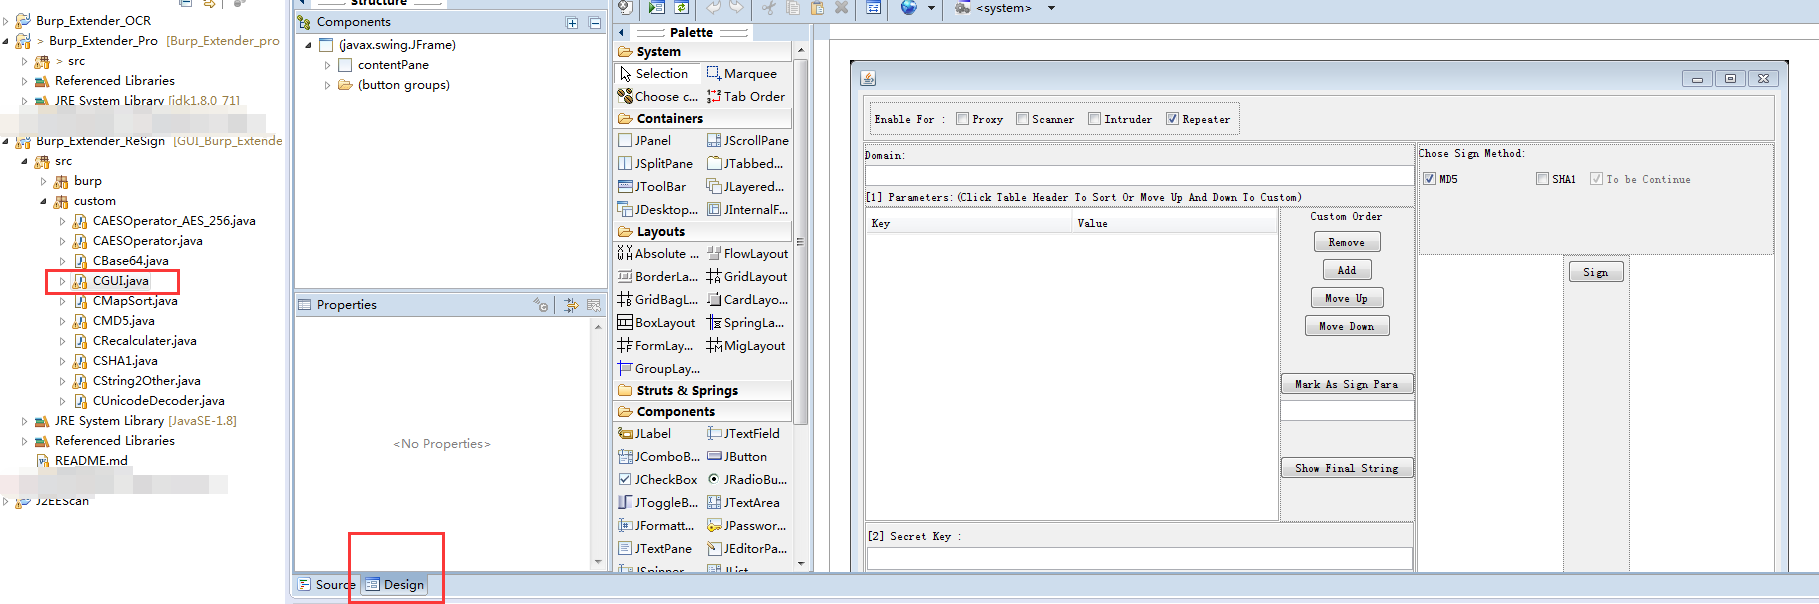 Burp_Extender_OCR
> Burp_Extender_Pro [Burp_Extender_pro
> src
Referenced Libraries
JRE System Library [jdk1.8.0_71]
Burp_Extender_ReSign [GUI_Burp_Extende
src
burp
custom
CAESOperator_AES_256.java
CAESOperator.java
CBase64.java
CGUI.java
CMapSort.java
CMD5.java
CRecalculater.java
CSHA1.java
CString2Other.java
CUnicodeDecoder.java
JRE System Library [JavaSE-1.8]
Referenced Libraries
README.md
J2EEScan
Structure
Components
(javax.swing.JFrame)
contentPane
(button groups)
Properties
<No Properties>
Source
Design
<system>
Palette
System
Selection
Marquee
Choose c...
Tab Order
Containers
JPanel
JScrollPane
JSplitPane
JTabbed...
JToolBar
JLayered...
JDesktop...
JInternalF...
Layouts
Absolute ...
FlowLayout
BorderLa...
GridLayout
GridBagL...
CardLayo...
BoxLayout
SpringLa...
FormLay...
MigLayout
GroupLay...
Struts & Springs
Components
JLabel
JTextField
JComboB...
JButton
JCheckBox
JRadioBu...
JToggleB...
JTextArea
JFormatt...
JPasswor...
JTextPane
JEditorPa...
JSpinner
JList
Enable For :
Proxy
Scanner
Intruder
Repeater
Domain:
Chose Sign Method:
MD5
SHA1
To be Continue
[1] Parameters:(Click Table Header To Sort Or Move Up And Down To Custom)
Key
Value
Custom Order
Remove
Add
Move Up
Move Down
Mark As Sign Para
Show Final String
Sign
[2] Secret Key :